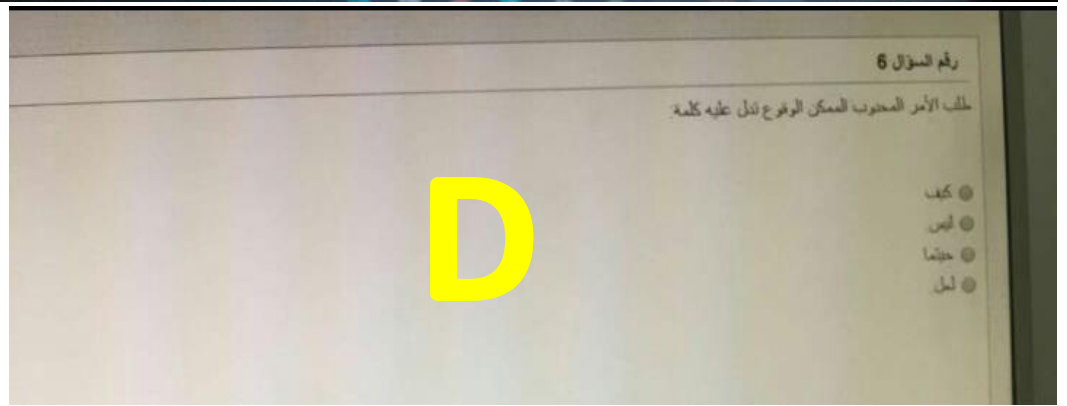 رقم السؤال 6
طلب الأمر المحبوب الممكن الوقوع تدل عليه كلمة:
كيف
ليس
حيثما
لعل
D